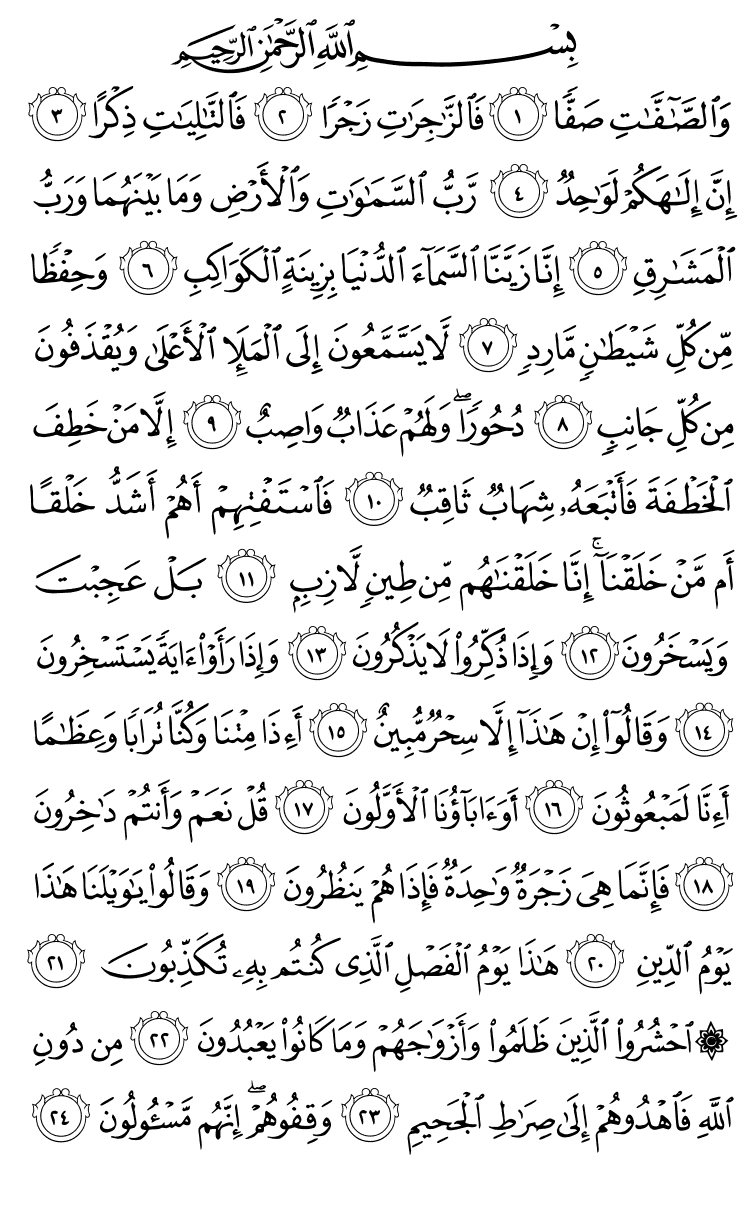 بِسْمِ ٱللَّهِ ٱلرَّحْمَٰنِ ٱلرَّحِيمِ
وَٱلصَّٰٓفَّٰتِ صَفًّا ١ فَٱلزَّٰجِرَٰتِ زَجْرًا ٢ فَٱلتَّٰلِيَٰتِ ذِكْرًا ٣
إِنَّ إِلَٰهَكُمْ لَوَٰحِدٌ ٤ رَّبُّ ٱلسَّمَٰوَٰتِ وَٱلْأَرْضِ وَمَا بَيْنَهُمَا وَرَبُّ
ٱلْمَشَٰرِقِ ٥ إِنَّا زَيَّنَّا ٱلسَّمَآءَ ٱلدُّنْيَا بِزِينَةٍ ٱلْكَوَاكِبِ ٦ وَحِفْظًا
مِّن كُلِّ شَيْطَٰنٍ مَّارِدٍ ٧ لَّا يَسَّمَّعُونَ إِلَى ٱلْمَلَإِ ٱلْأَعْلَىٰ وَيُقْذَفُونَ
مِن كُلِّ جَانِبٍ ٨ دُحُورًا ۖ وَلَهُمْ عَذَابٌ وَاصِبٌ ٩ إِلَّا مَنْ خَطِفَ
ٱلْخَطْفَةَ فَأَتْبَعَهُۥ شِهَابٌ ثَاقِبٌ ١٠ فَٱسْتَفْتِهِمْ أَهُمْ أَشَدُّ خَلْقًا
أَم مَّنْ خَلَقْنَآ ۚ إِنَّا خَلَقْنَٰهُم مِّن طِينٍ لَّازِبٍ ١١ بَلْ عَجِبْتَ
وَيَسْخَرُونَ ١٢ وَإِذَا ذُكِّرُوا۟ لَا يَذْكُرُونَ ١٣ وَإِذَا رَأَوْا۟ ءَايَةً يَسْتَسْخِرُونَ
١٤ وَقَالُوٓا۟ إِنْ هَٰذَآ إِلَّا سِحْرٌ مُّبِينٌ ١٥ أَءِذَا مِتْنَا وَكُنَّا تُرَابًا وَعِظَٰمًا
أَءِنَّا لَمَبْعُوثُونَ ١٦ أَوَءَابَآؤُنَا ٱلْأَوَّلُونَ ١٧ قُلْ نَعَمْ وَأَنتُمْ دَٰخِرُونَ
١٨ فَإِنَّمَا هِىَ زَجْرَةٌ وَٰحِدَةٌ فَإِذَا هُمْ يَنظُرُونَ ١٩ وَقَالُوا۟ يَٰوَيْلَنَا هَٰذَا
يَوْمُ ٱلدِّينِ ٢٠ هَٰذَا يَوْمُ ٱلْفَصْلِ ٱلَّذِى كُنتُم بِهِۦ تُكَذِّبُونَ ٢١
۞ ٱحْشُرُوا۟ ٱلَّذِينَ ظَلَمُوا۟ وَأَزْوَٰجَهُمْ وَمَا كَانُوا۟ يَعْبُدُونَ ٢٢ مِن دُونِ
ٱللَّهِ فَٱهْدُوهُمْ إِلَىٰ صِرَٰطِ ٱلْجَحِيمِ ٢٣ وَقِفُوهُمْ ۖ إِنَّهُم مَّسْـُٔولُونَ ٢٤